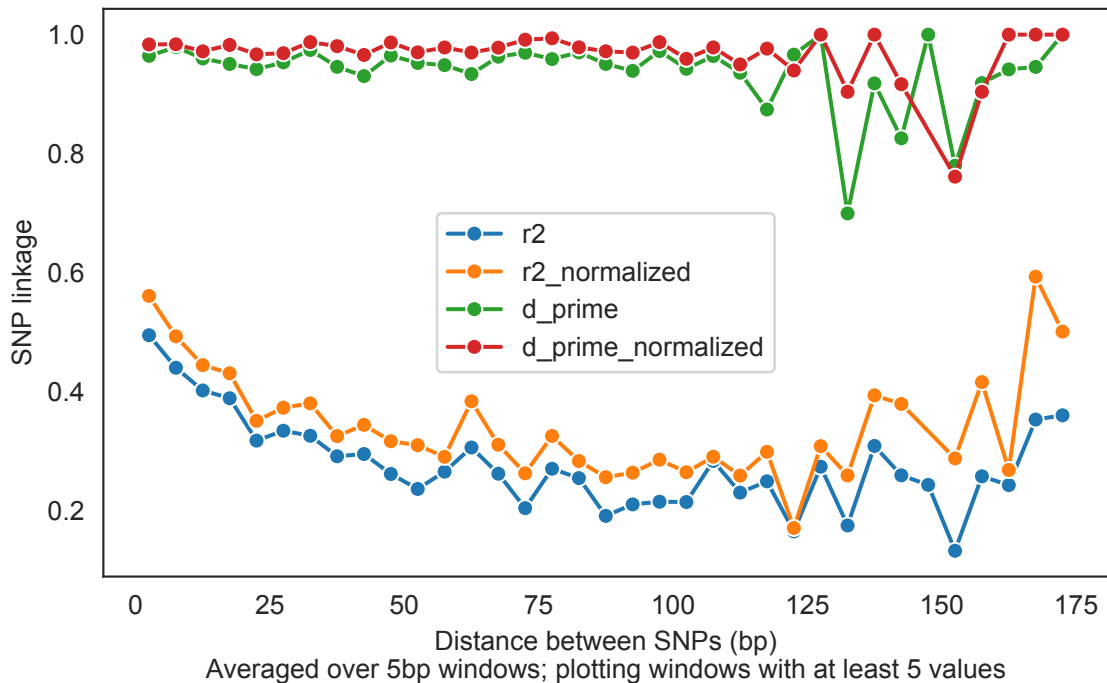 1.0
0.8
0.6
0.4
0.2
SNP linkage
r2
r2_normalized
d_prime
d_prime_normalized
0 25 50 75 100 125 150 175
Distance between SNPs (bp)
Averaged over 5bp windows; plotting windows with at least 5 values